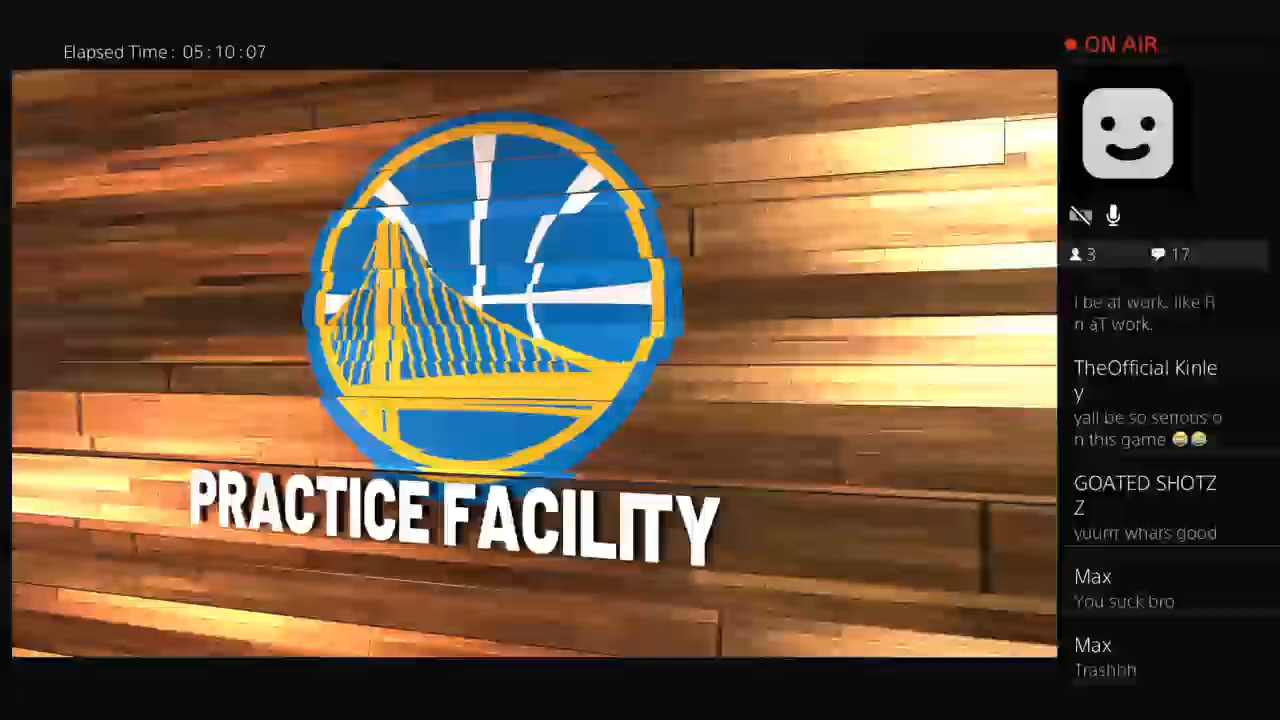 Elapsed Time: 05:10:07
ON AIR
3
17
I be at work. like R
n aT work.
TheOfficial Kinle
y
yall be so serious o
n this game 😂😂
GOATED SHOTZ
Z
yuurrr whars good
Max
You suck bro
Max
Trashhh
PRACTICE FACILITY